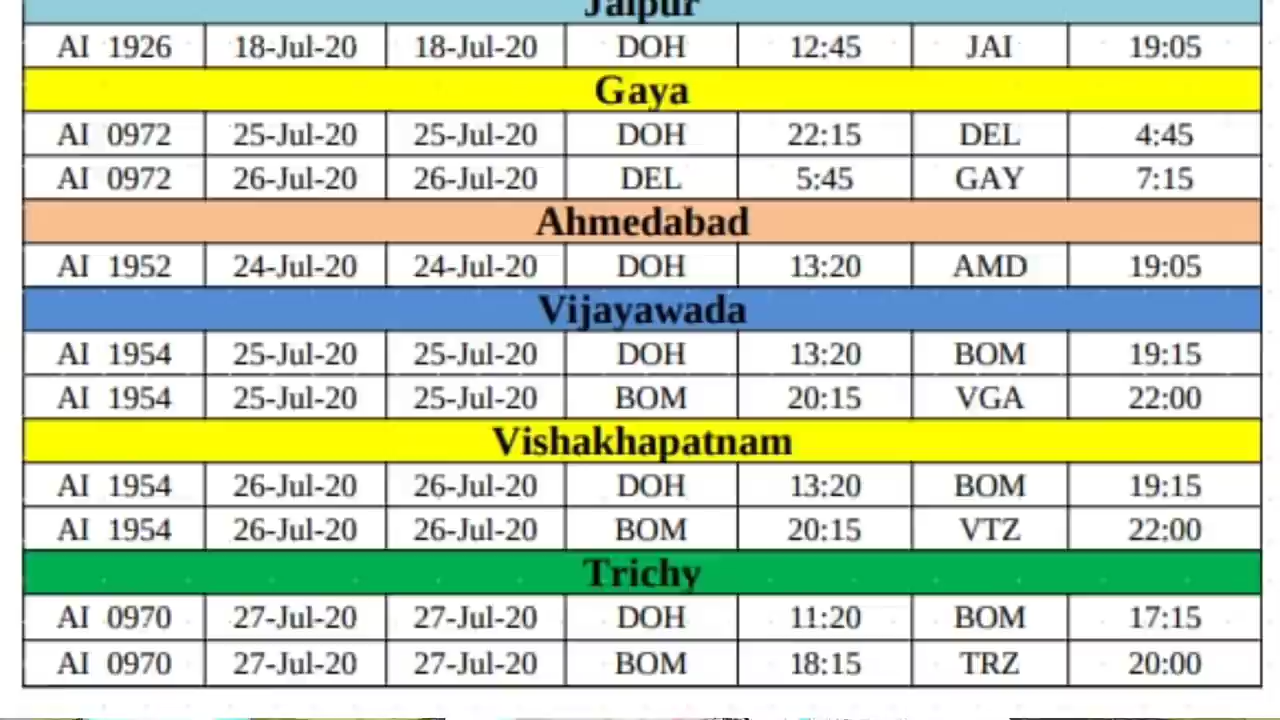 Jaipur
AI 1926 18-Jul-20 18-Jul-20 DOH 12:45 JAI 19:05
Gaya
AI 0972 25-Jul-20 25-Jul-20 DOH 22:15 DEL 4:45
AI 0972 26-Jul-20 26-Jul-20 DEL 5:45 GAY 7:15
Ahmedabad
AI 1952 24-Jul-20 24-Jul-20 DOH 13:20 AMD 19:05
Vijayawada
AI 1954 25-Jul-20 25-Jul-20 DOH 13:20 BOM 19:15
AI 1954 25-Jul-20 25-Jul-20 BOM 20:15 VGA 22:00
Vishakhapatnam
AI 1954 26-Jul-20 26-Jul-20 DOH 13:20 BOM 19:15
AI 1954 26-Jul-20 26-Jul-20 BOM 20:15 VTZ 22:00
Trichy
AI 0970 27-Jul-20 27-Jul-20 DOH 11:20 BOM 17:15
AI 0970 27-Jul-20 27-Jul-20 BOM 18:15 TRZ 20:00